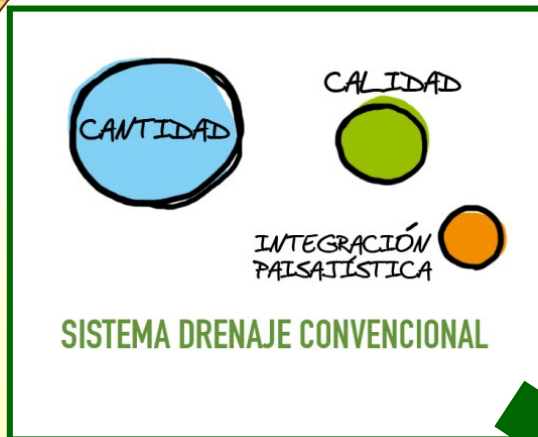 CALIDAD
CANTIDAD
INTEGRACIÓN
PAISAJÍSTICA
SISTEMA DRENAJE CONVENCIONAL